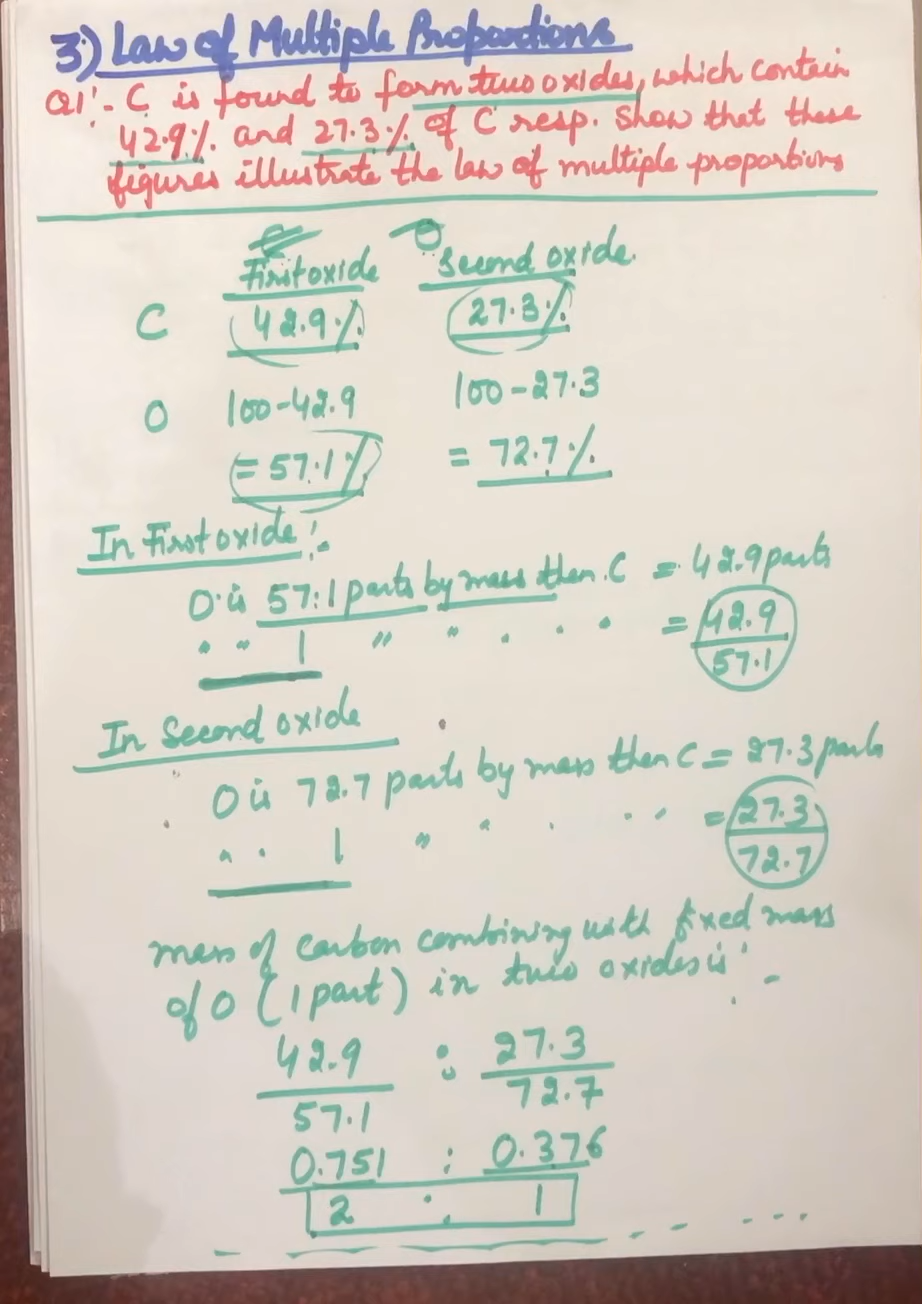 3) Law of Multiple Proportions
Q1:- C is found to form two oxides, which contain
42.9%. and 27.3% of C resp. Show that these
figures illustrate the law of multiple proportions
First oxide Second oxide.
C 42.9% 27.3%
O 100-42.9 100-27.3
= 57.1% = 72.7%
In First oxide:-
O is 57.1 parts by mass then C = 42.9 parts
" " 1 " " " " " = 42.9/57.1
In Second oxide
O is 72.7 parts by mass then C = 27.3 parts
" " 1 " " " " " = 27.3/72.7
mass of carbon combining with fixed mass
of O (1 part) in two oxides is:-
42.9/57.1 : 27.3/72.7
0.751 : 0.376
2 : 1